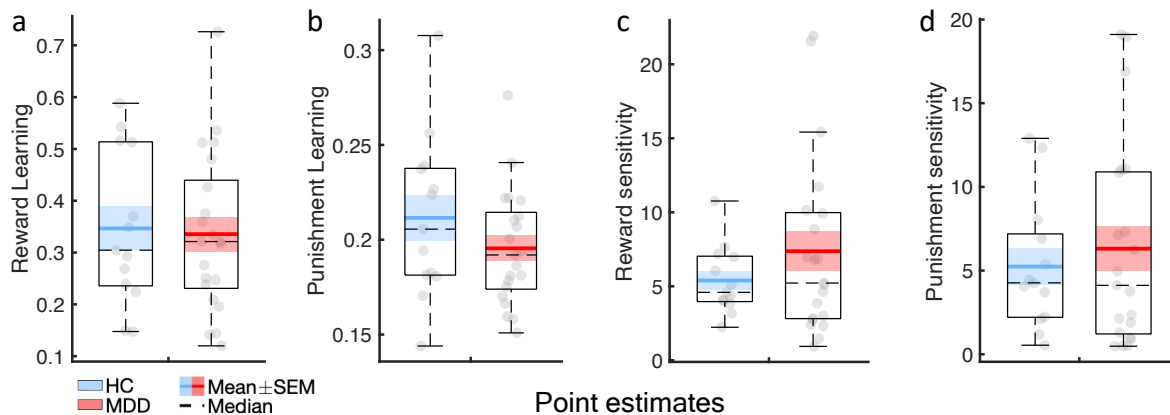 a
Reward Learning
0.7
0.6
0.5
0.4
0.3
0.2
0.1
b
Punishment Learning
0.3
0.25
0.2
0.15
c
Reward sensitivity
20
15
10
5
0
d
Punishment sensitivity
20
15
10
5
0
HC
MDD
Mean±SEM
Median
Point estimates